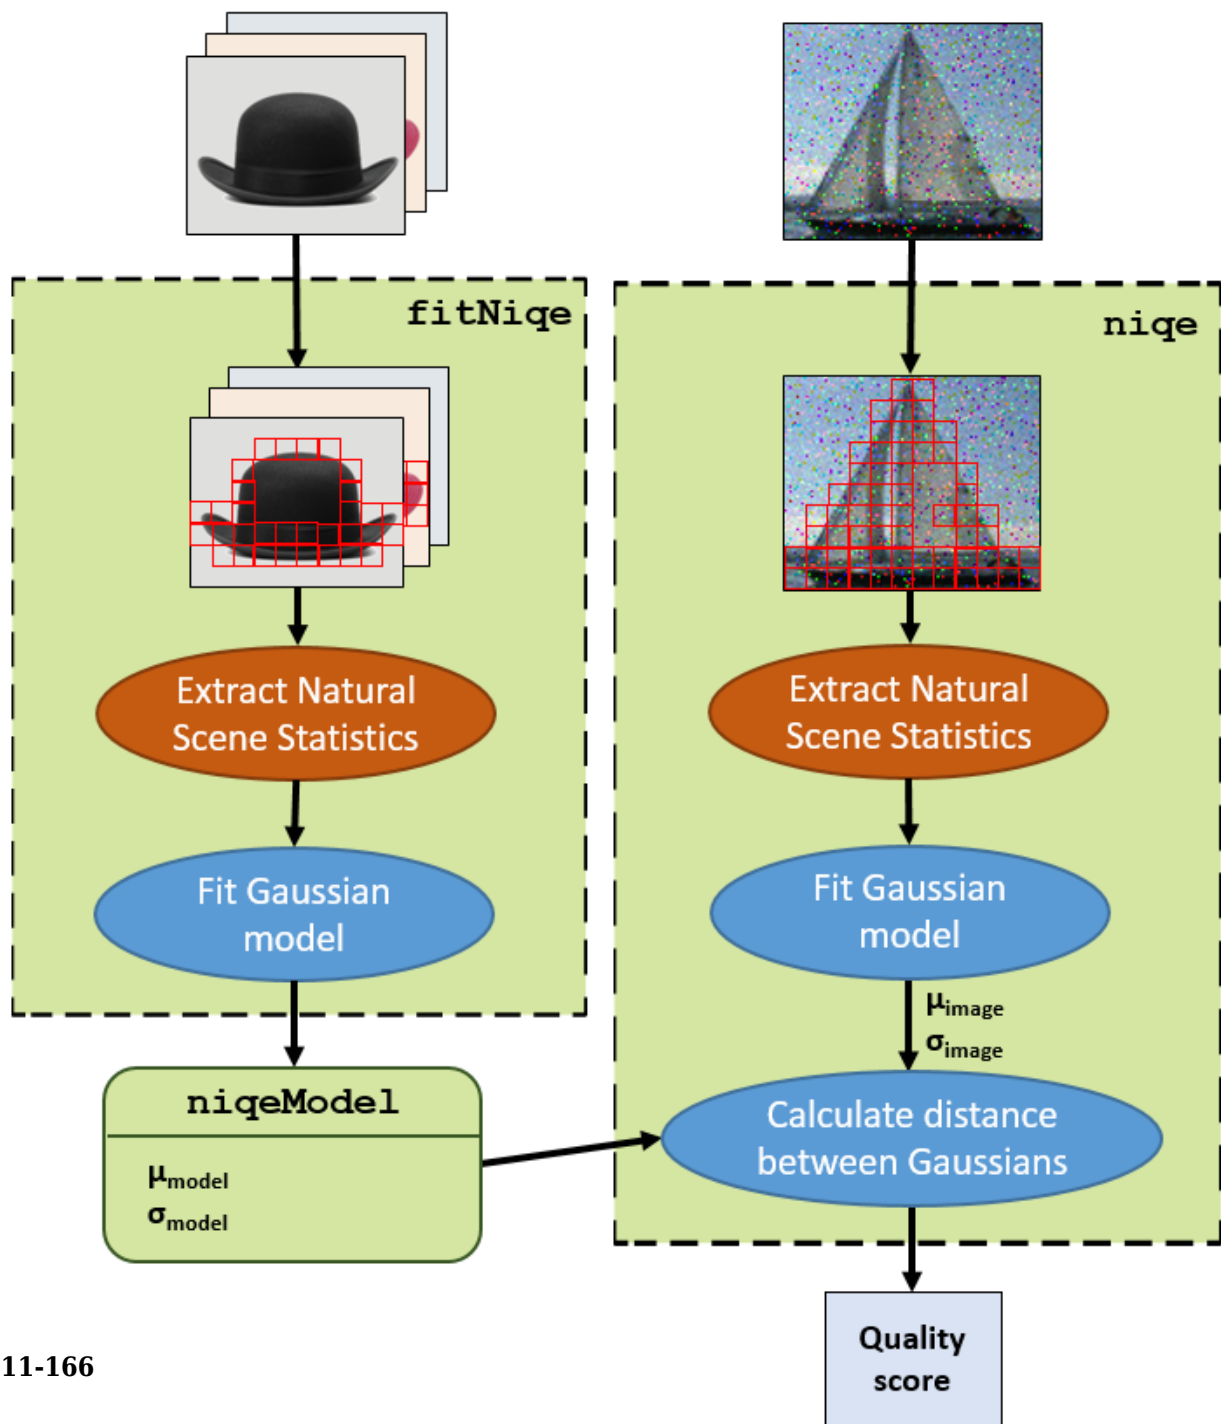 fitNiqe
Extract Natural
Scene Statistics
Fit Gaussian
model
niqeModel
μmodel
σmodel
niqe
Extract Natural
Scene Statistics
Fit Gaussian
model
μimage
σimage
Calculate distance
between Gaussians
Quality
score
11-166